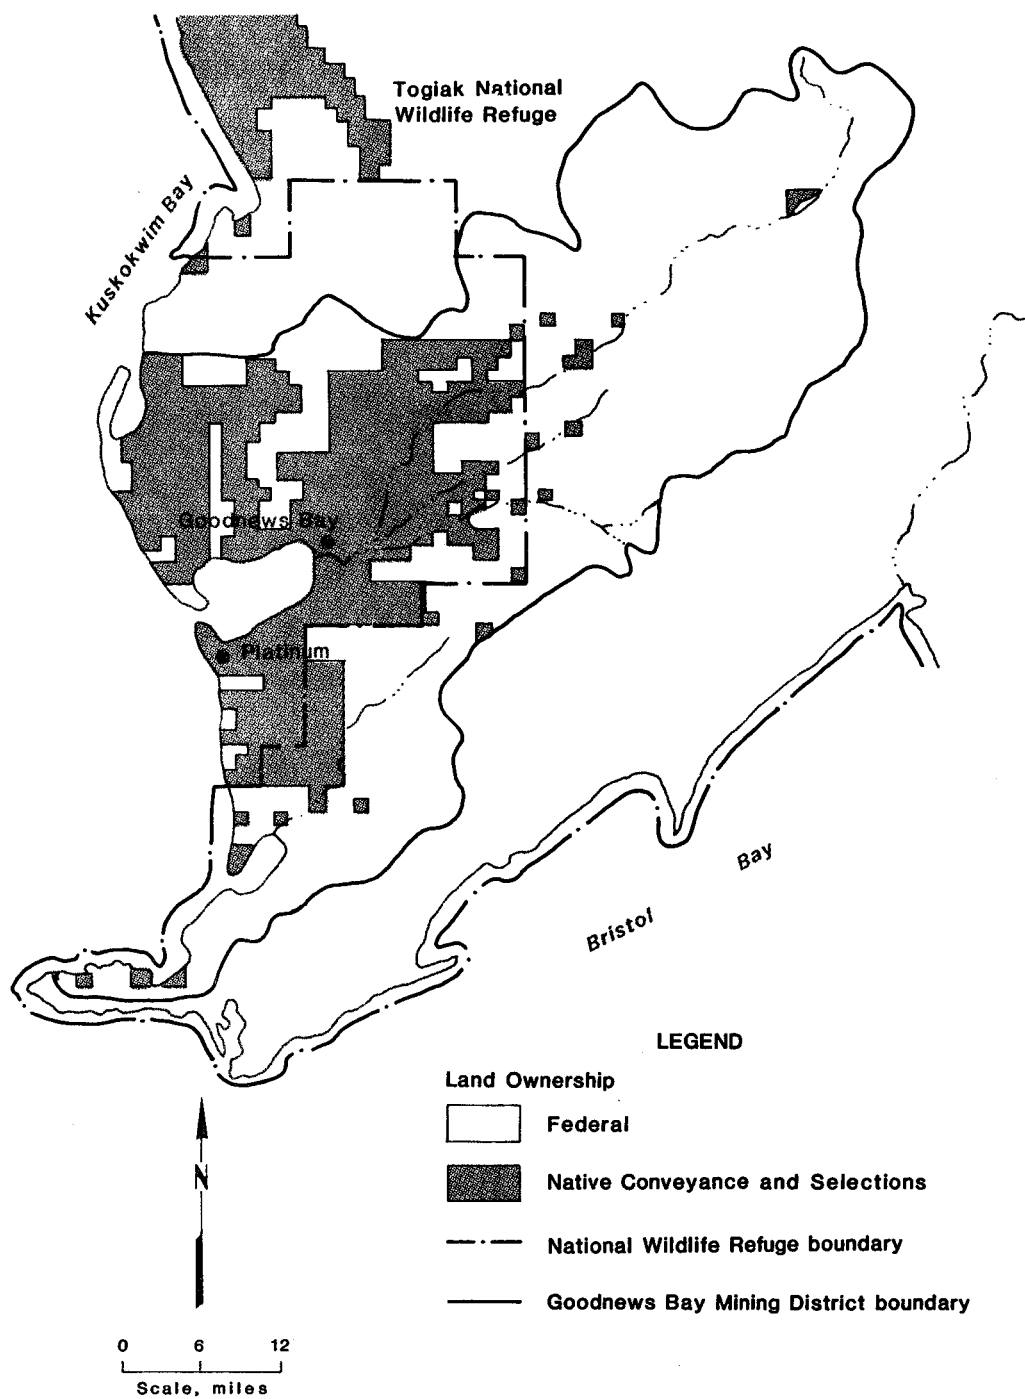 Togiak National
Wildlife Refuge
Kuskokwim Bay
Goodnews Bay
Platinum
Bay
Bristol
LEGEND
Land Ownership
Federal
Native Conveyance and Selections
National Wildlife Refuge boundary
Goodnews Bay Mining District boundary
N
0 6 12
Scale, miles